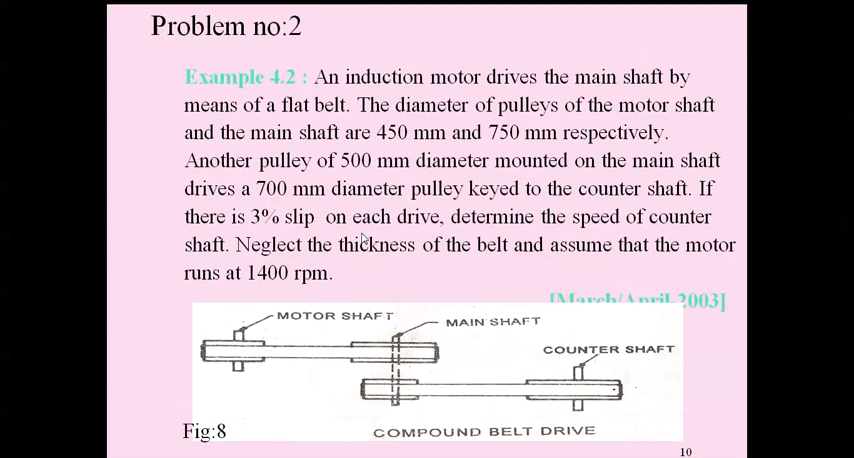 Problem no:2
Example 4.2 : An induction motor drives the main shaft by
means of a flat belt. The diameter of pulleys of the motor shaft
and the main shaft are 450 mm and 750 mm respectively.
Another pulley of 500 mm diameter mounted on the main shaft
drives a 700 mm diameter pulley keyed to the counter shaft. If
there is 3% slip on each drive, determine the speed of counter
shaft. Neglect the thickness of the belt and assume that the motor
runs at 1400 rpm.
[March/April-2003]
MOTOR SHAFT
MAIN SHAFT
COUNTER SHAFT
Fig:8
COMPOUND BELT DRIVE
10